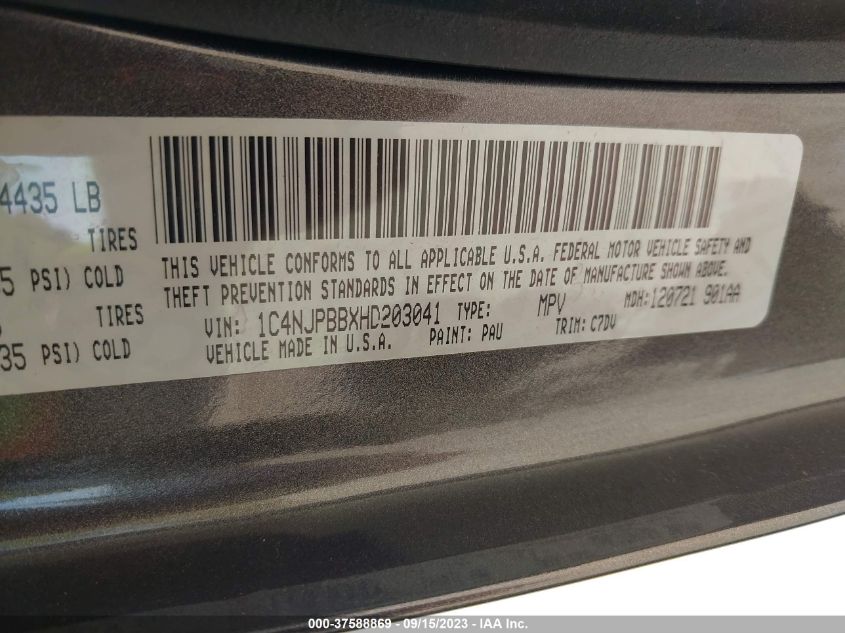 4435 LB
TIRES
5 PSI) COLD
TIRES
35 PSI) COLD
THIS VEHICLE CONFORMS TO ALL APPLICABLE U.S.A. FEDERAL MOTOR VEHICLE SAFETY AND
THEFT PREVENTION STANDARDS IN EFFECT ON THE DATE OF MANUFACTURE SHOWN ABOVE.
VIN: 1C4NJPBBXHD203041 TYPE: MPV MDH:120721 901AA
VEHICLE MADE IN U.S.A. PAINT: PAU TRIM: C7DV
000-37588869 - 09/15/2023 - IAA Inc.